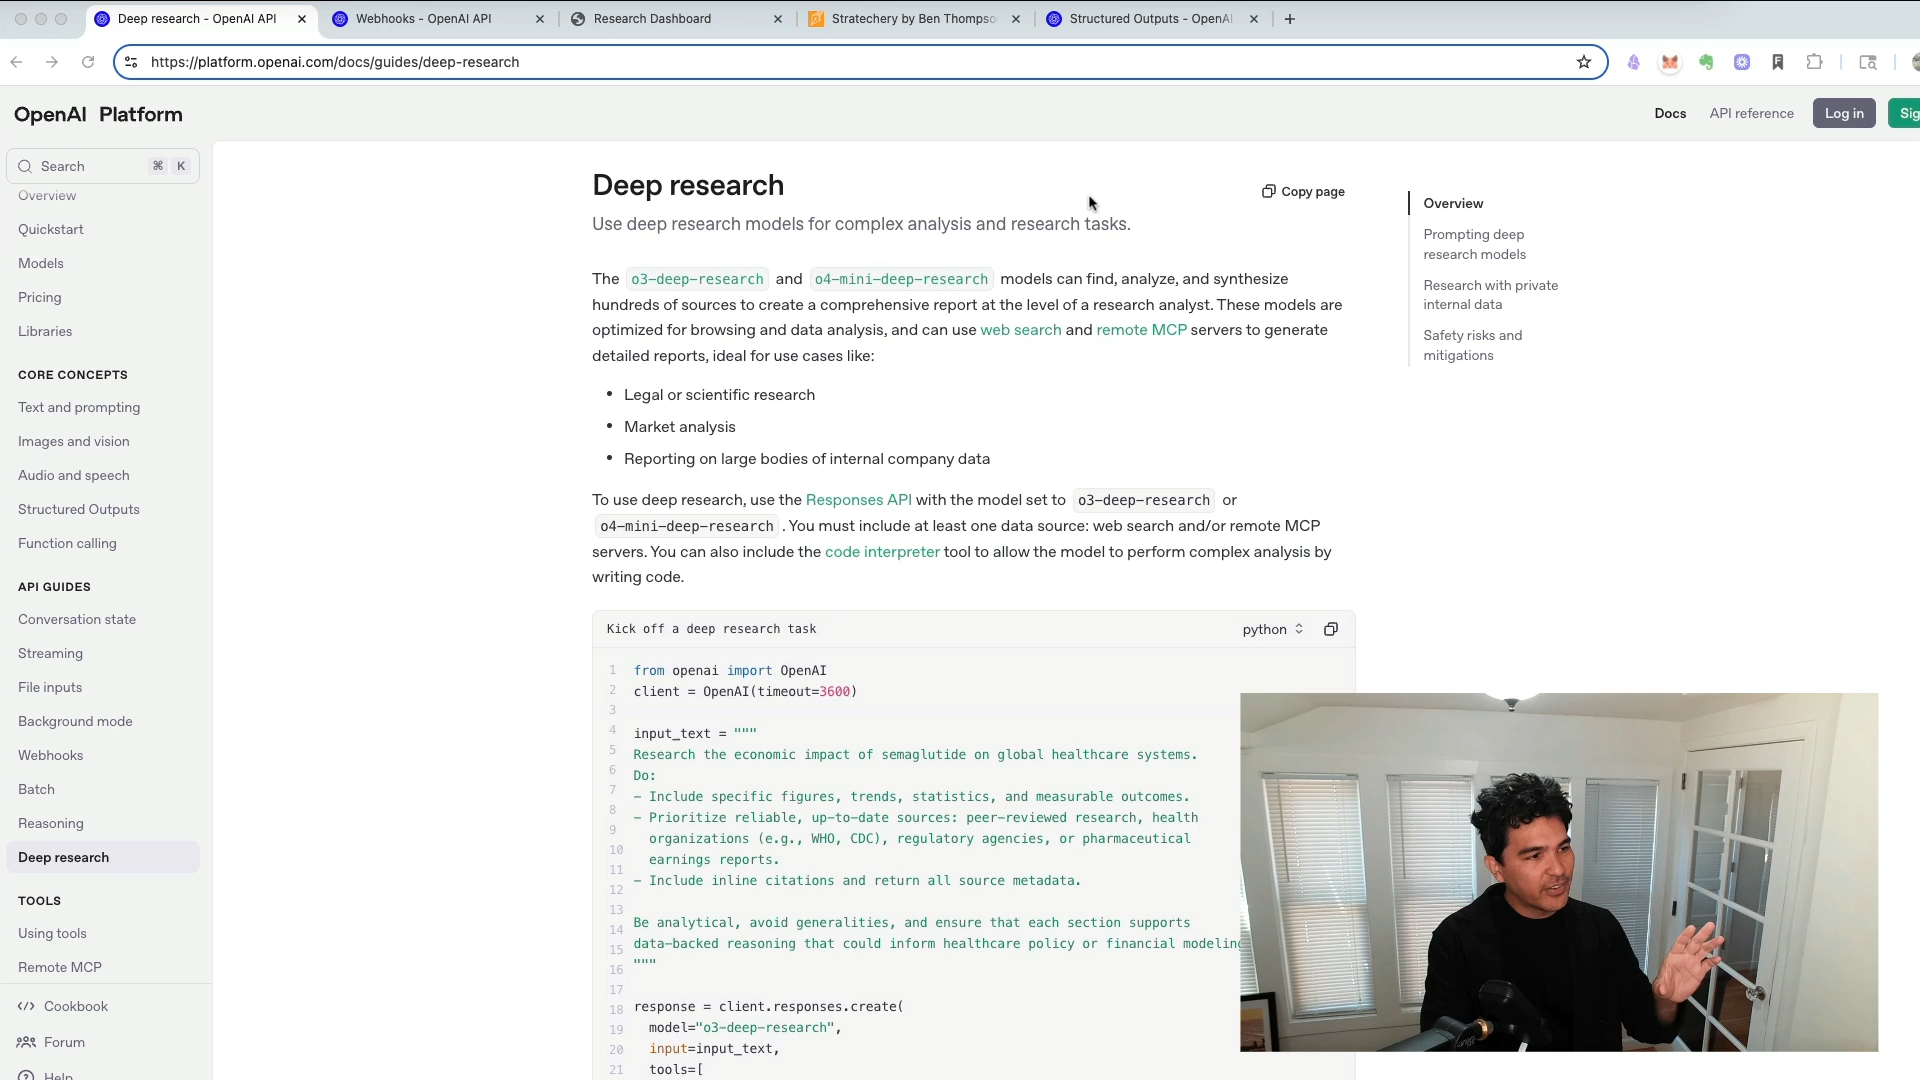 Deep research - OpenAI API
Webhooks - OpenAI API
Research Dashboard
Stratechery by Ben Thompso
Structured Outputs - OpenAI
https://platform.openai.com/docs/guides/deep-research
OpenAI Platform
Docs
API reference
Log in
Sig
Search
⌘ K
Overview
Quickstart
Models
Pricing
Libraries
CORE CONCEPTS
Text and prompting
Images and vision
Audio and speech
Structured Outputs
Function calling
API GUIDES
Conversation state
Streaming
File inputs
Background mode
Webhooks
Batch
Reasoning
Deep research
TOOLS
Using tools
Remote MCP
Cookbook
Forum
Help
Deep research
Copy page
Use deep research models for complex analysis and research tasks.
The o3-deep-research and o4-mini-deep-research models can find, analyze, and synthesize
hundreds of sources to create a comprehensive report at the level of a research analyst. These models are
optimized for browsing and data analysis, and can use web search and remote MCP servers to generate
detailed reports, ideal for use cases like:
• Legal or scientific research
• Market analysis
• Reporting on large bodies of internal company data
To use deep research, use the Responses API with the model set to o3-deep-research or
o4-mini-deep-research . You must include at least one data source: web search and/or remote MCP
servers. You can also include the code interpreter tool to allow the model to perform complex analysis by
writing code.
Kick off a deep research task
python
1 from openai import OpenAI
2 client = OpenAI(timeout=3600)
3
4 input_text = """
5 Research the economic impact of semaglutide on global healthcare systems.
6 Do:
7 - Include specific figures, trends, statistics, and measurable outcomes.
8 - Prioritize reliable, up-to-date sources: peer-reviewed research, health
9 organizations (e.g., WHO, CDC), regulatory agencies, or pharmaceutical
10 earnings reports.
11 - Include inline citations and return all source metadata.
12
13 Be analytical, avoid generalities, and ensure that each section supports
14 data-backed reasoning that could inform healthcare policy or financial modeling
15 """
16
17 response = client.responses.create(
18 model="o3-deep-research",
19 input=input_text,
20 tools=[
21
Overview
Prompting deep
research models
Research with private
internal data
Safety risks and
mitigations